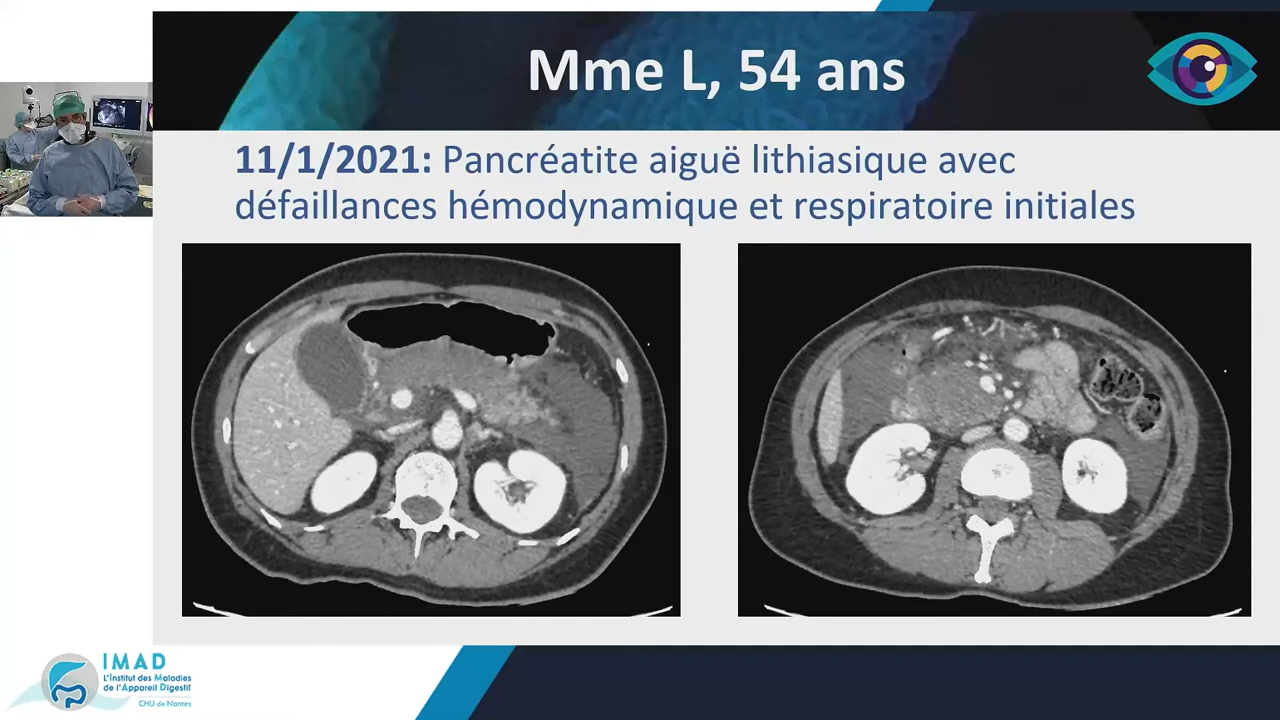 Mme L, 54 ans
11/1/2021: Pancréatite aiguë lithiasique avec
défaillances hémodynamique et respiratoire initiales
IMAD
L'Institut des Maladies
de l'Appareil Digestif
CHU de Nantes